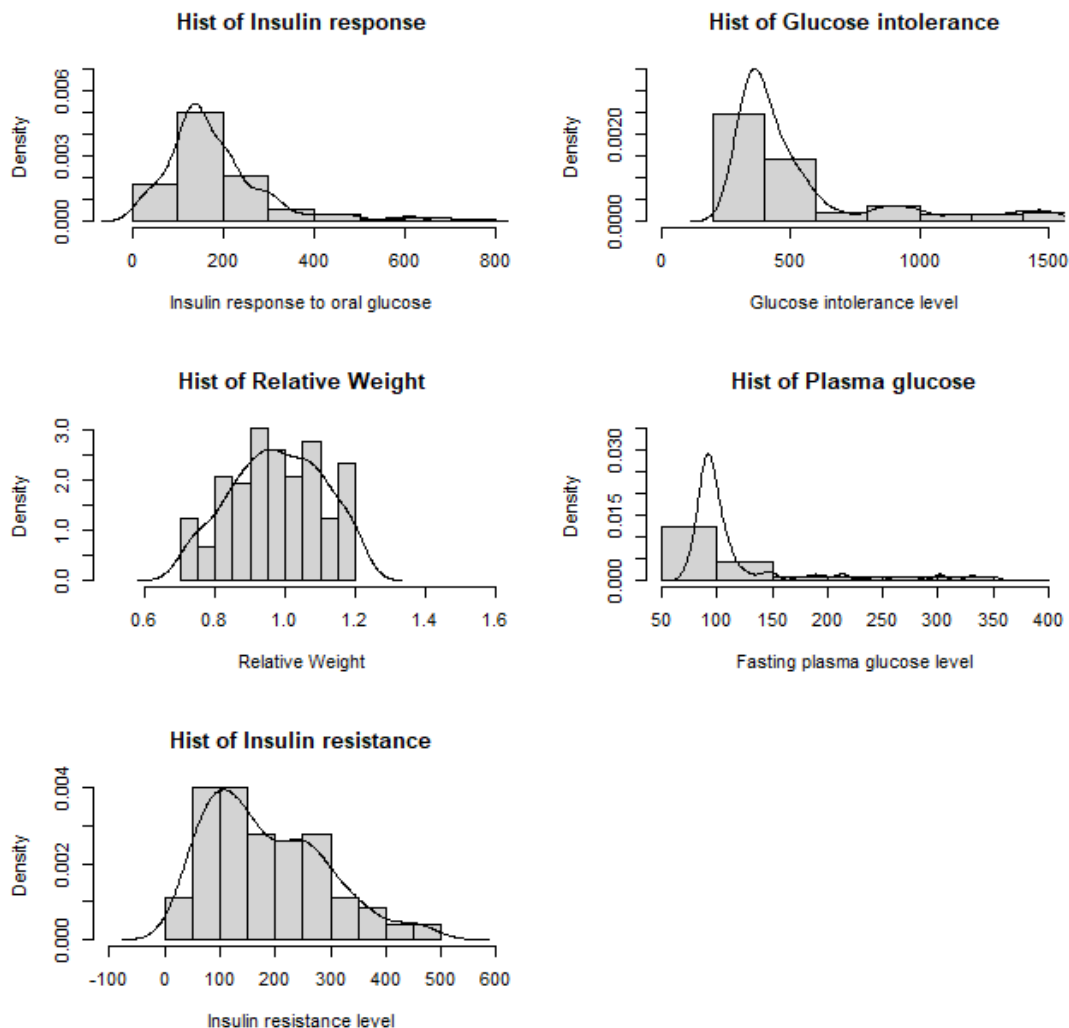 Hist of Insulin response
Density
0.000
0.003
0.006
0 200 400 600 800
Insulin response to oral glucose
Hist of Glucose intolerance
Density
0.0000
0.0020
0 500 1000 1500
Glucose intolerance level
Hist of Relative Weight
Density
0.0
1.0
2.0
3.0
0.6 0.8 1.0 1.2 1.4 1.6
Relative Weight
Hist of Plasma glucose
Density
0.000
0.015
0.030
50 100 150 200 250 300 350 400
Fasting plasma glucose level
Hist of Insulin resistance
Density
0.000
0.002
0.004
-100 0 100 200 300 400 500 600
Insulin resistance level